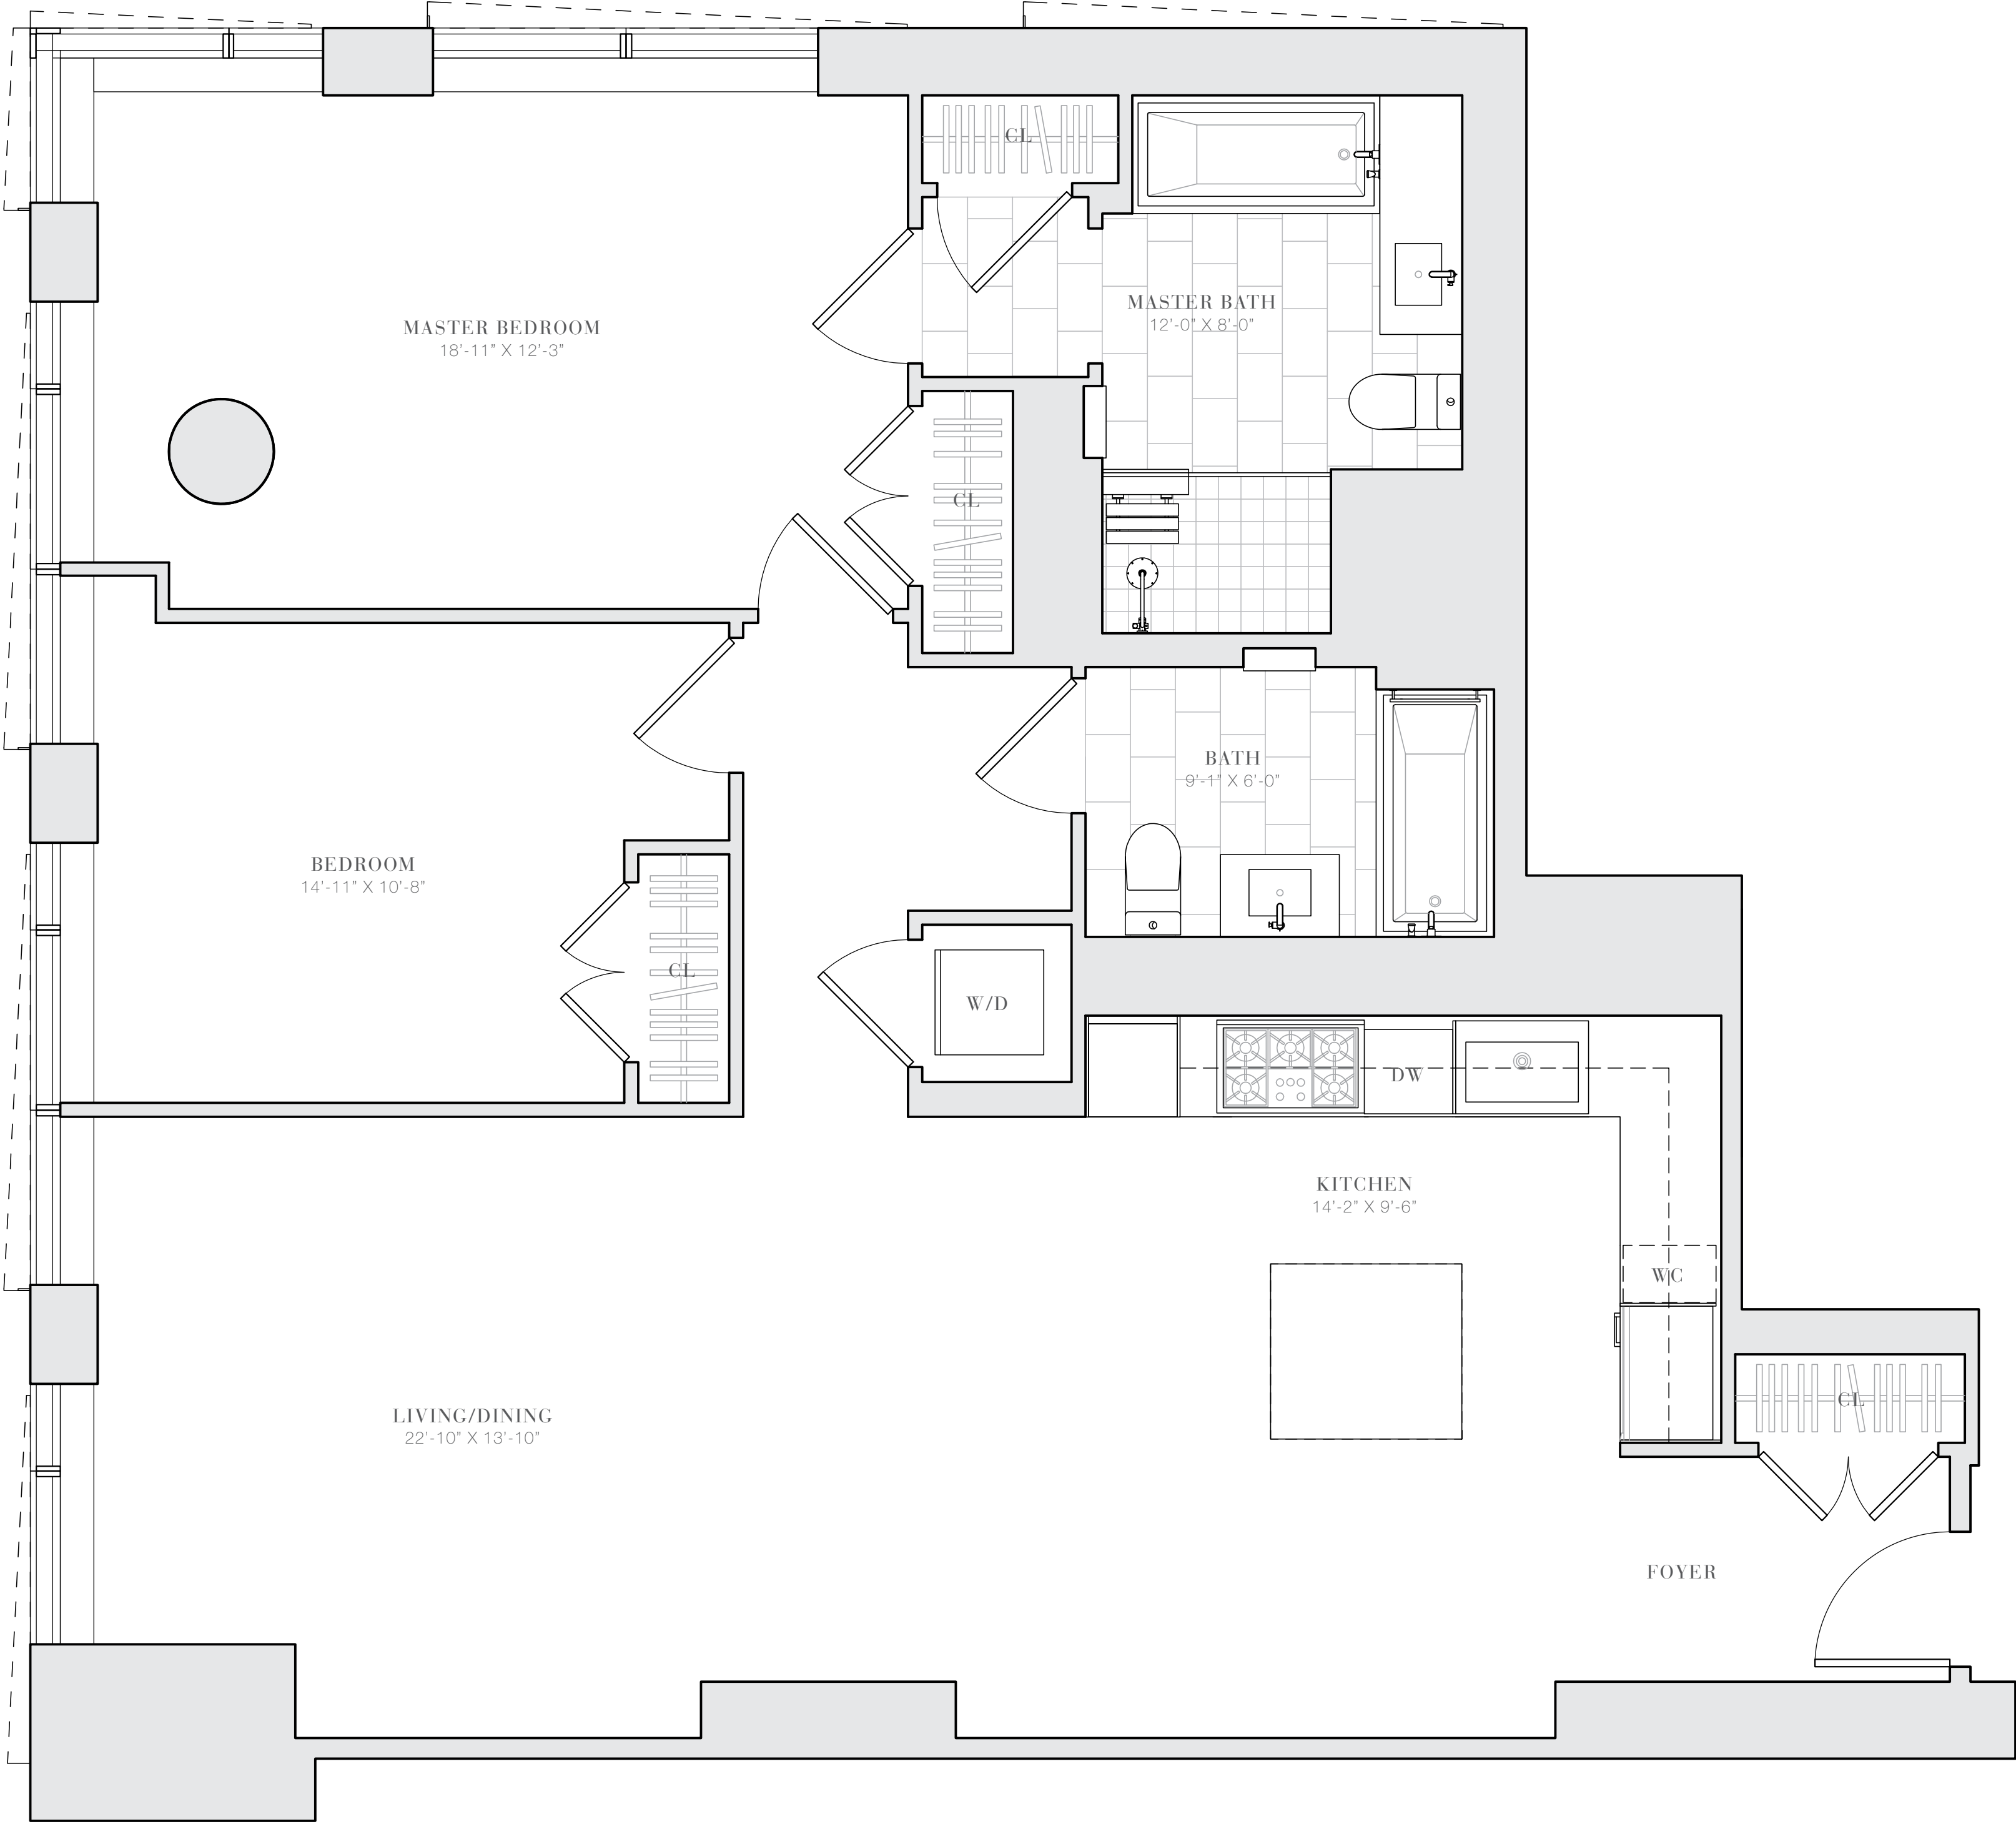 CL
MASTER BEDROOM
18'-11” X 12'-3”
MASTER BATH
12'-0” X 8'-0”
CL
BATH
9'-1” X 6'-0”
BEDROOM
14'-11” X 10'-8”
CL
W/D
DW
KITCHEN
14'-2” X 9'-6”
WC
CL
LIVING/DINING
22'-10” X 13'-10”
FOYER